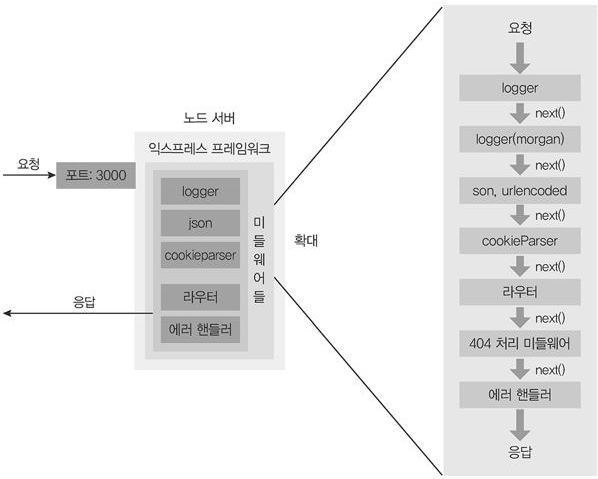 노드 서버
익스프레스 프레임워크
요청
포트: 3000
logger
json
cookieparser
라우터
에러 핸들러
미들웨어들
응답
확대
요청
logger
next()
logger(morgan)
next()
son, urlencoded
next()
cookieParser
next()
라우터
next()
404 처리 미들웨어
next()
에러 핸들러
응답